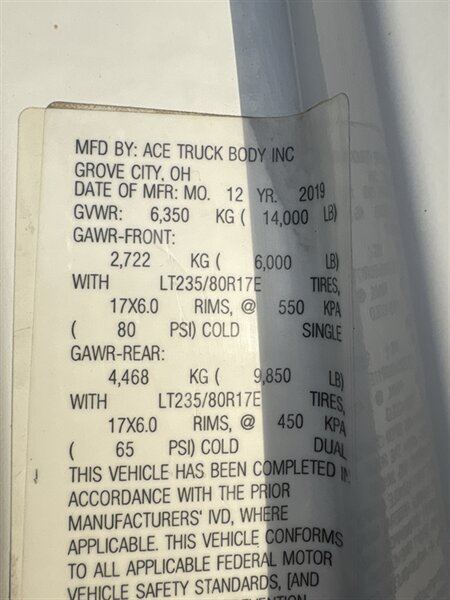 MFD BY: ACE TRUCK BODY INC
GROVE CITY, OH
DATE OF MFR: MO. 12 YR. 2019
GVWR: 6,350 KG ( 14,000 LB)
GAWR-FRONT:
2,722 KG ( 6,000 LB)
WITH LT235/80R17E TIRES,
17X6.0 RIMS, @ 550 KPA
( 80 PSI) COLD SINGLE
GAWR-REAR:
4,468 KG ( 9,850 LB)
WITH LT235/80R17E TIRES,
17X6.0 RIMS, @ 450 KPA
( 65 PSI) COLD DUAL
THIS VEHICLE HAS BEEN COMPLETED IN
ACCORDANCE WITH THE PRIOR
MANUFACTURERS' IVD, WHERE
APPLICABLE. THIS VEHICLE CONFORMS
TO ALL APPLICABLE FEDERAL MOTOR
VEHICLE SAFETY STANDARDS, [AND